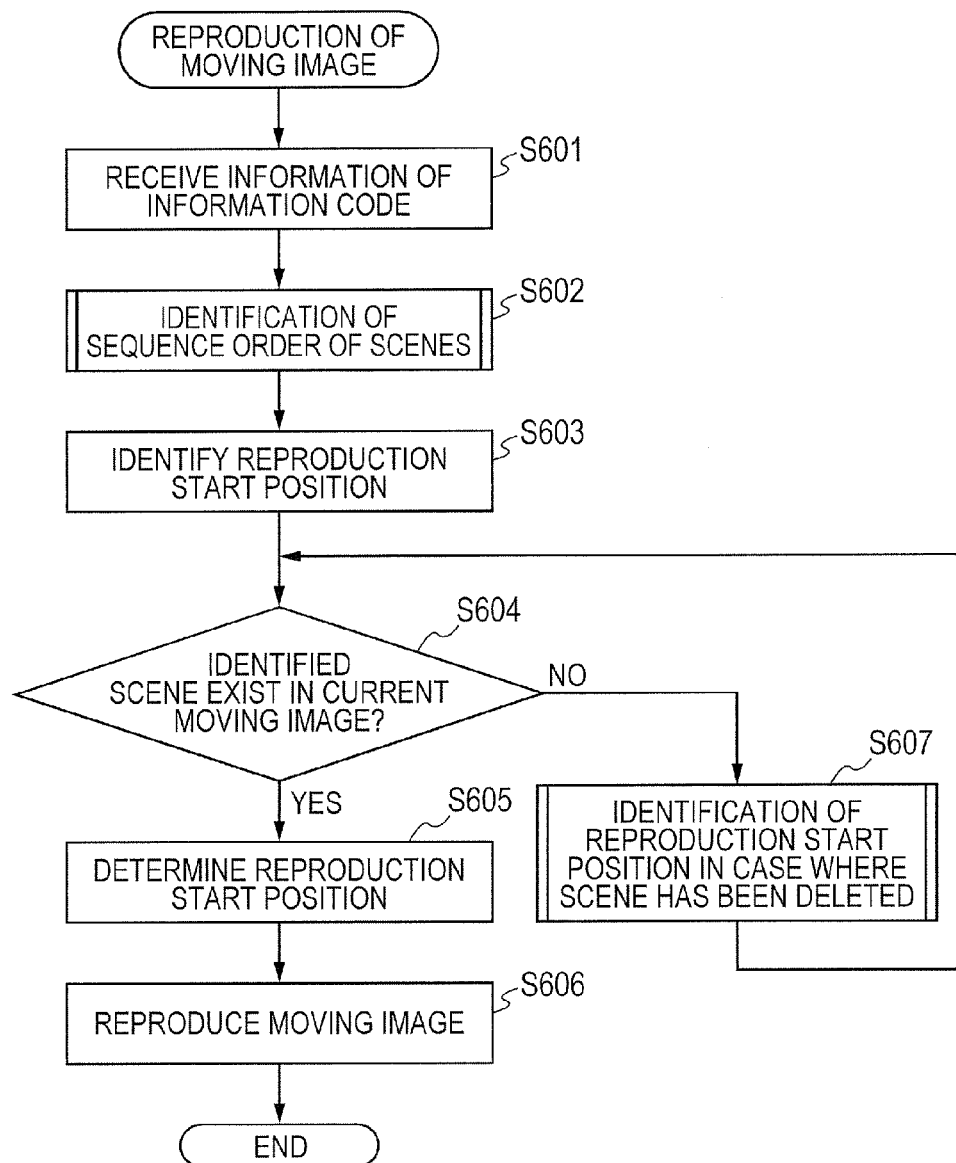 REPRODUCTION OF
MOVING IMAGE
S601
RECEIVE INFORMATION OF
INFORMATION CODE
S602
IDENTIFICATION OF
SEQUENCE ORDER OF SCENES
S603
IDENTIFY REPRODUCTION
START POSITION
S604
IDENTIFIED
SCENE EXIST IN CURRENT
MOVING IMAGE?
NO
YES
S607
IDENTIFICATION OF
REPRODUCTION START
POSITION IN CASE WHERE
SCENE HAS BEEN DELETED
S605
DETERMINE REPRODUCTION
START POSITION
S606
REPRODUCE MOVING IMAGE
END